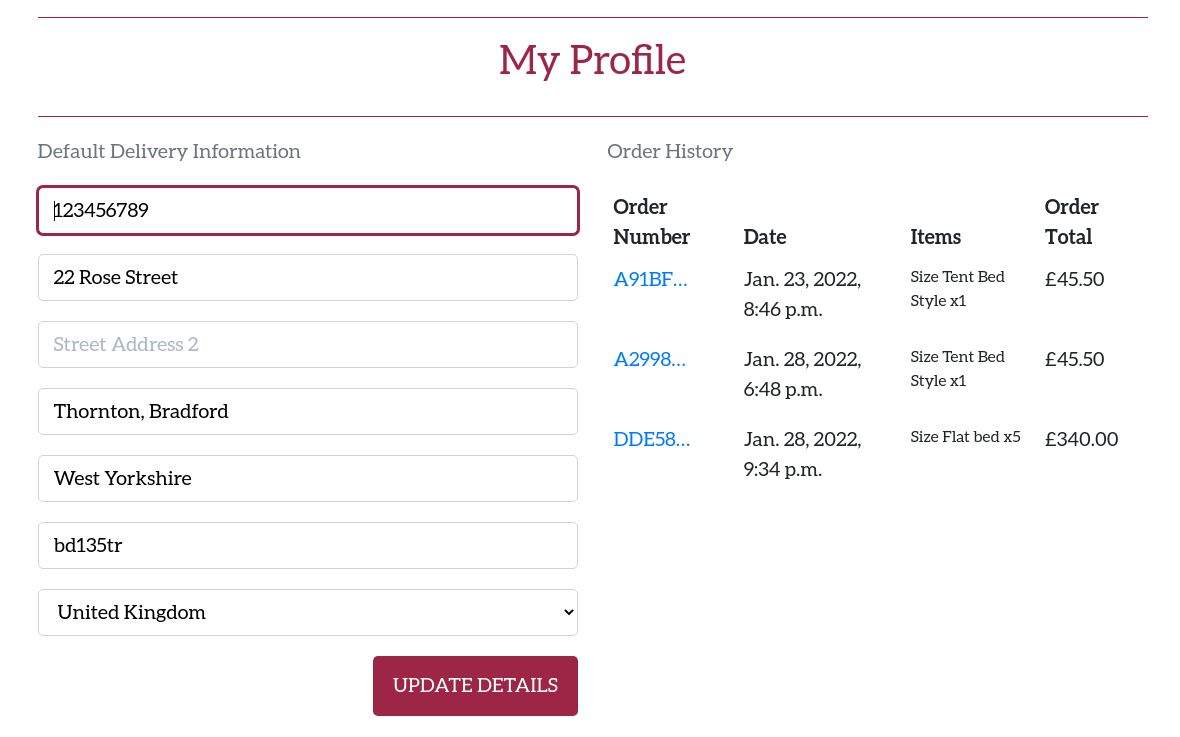 My Profile
Default Delivery Information
123456789
22 Rose Street
Street Address 2
Thornton, Bradford
West Yorkshire
bd135tr
United Kingdom
UPDATE DETAILS
Order History
Order Number Date Items Order Total
A91BF... Jan. 23, 2022, 8:46 p.m. Size Tent Bed Style x1 £45.50
A2998... Jan. 28, 2022, 6:48 p.m. Size Tent Bed Style x1 £45.50
DDE58... Jan. 28, 2022, 9:34 p.m. Size Flat bed x5 £340.00